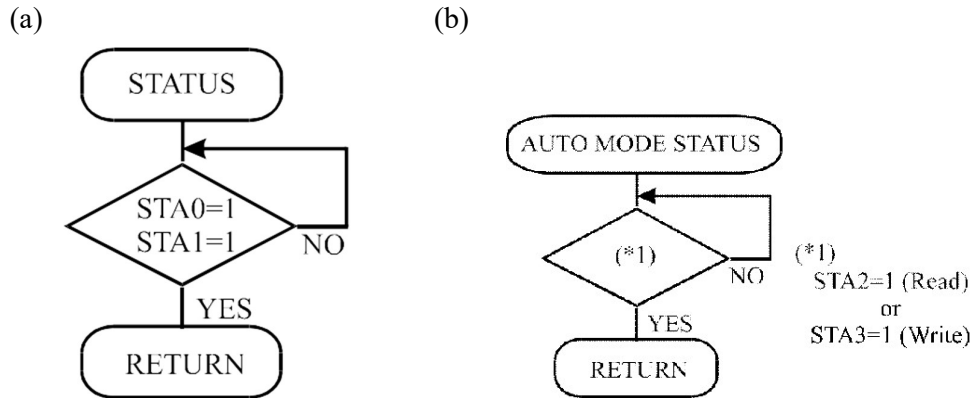 (a)
STATUS
STA0=1
STA1=1
NO
YES
RETURN
(b)
AUTO MODE STATUS
(*1)
NO
YES
RETURN
(*1)
STA2=1 (Read)
or
STA3=1 (Write)